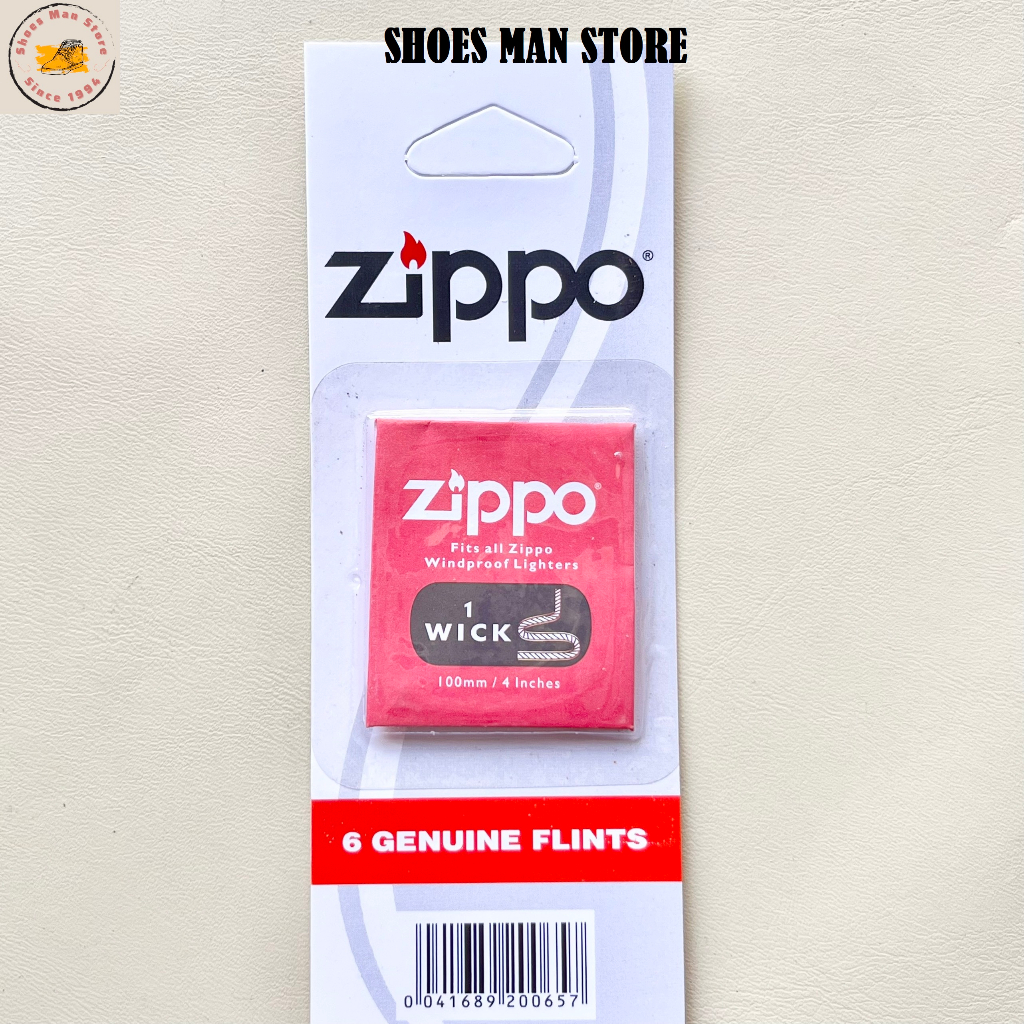 Shoes Man Store
Since 1994
SHOES MAN STORE
zippo®
zippo®
Fits all Zippo
Windproof Lighters
1
WICK
100mm / 4 Inches
6 GENUINE FLINTS
0 041689 200657